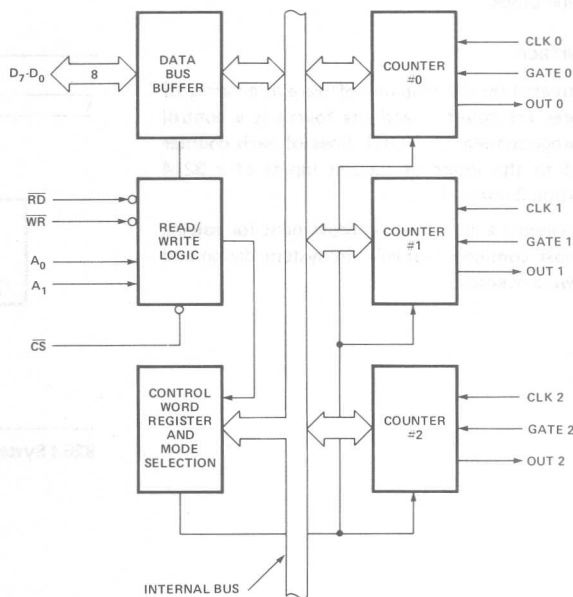 DATA
BUS
BUFFER
D7-D0
8
COUNTER
#0
CLK 0
GATE 0
OUT 0
RD
WR
A0
A1
CS
READ/
WRITE
LOGIC
COUNTER
#1
CLK 1
GATE 1
OUT 1
CONTROL
WORD
REGISTER
AND
MODE
SELECTION
COUNTER
#2
CLK 2
GATE 2
OUT 2
INTERNAL BUS